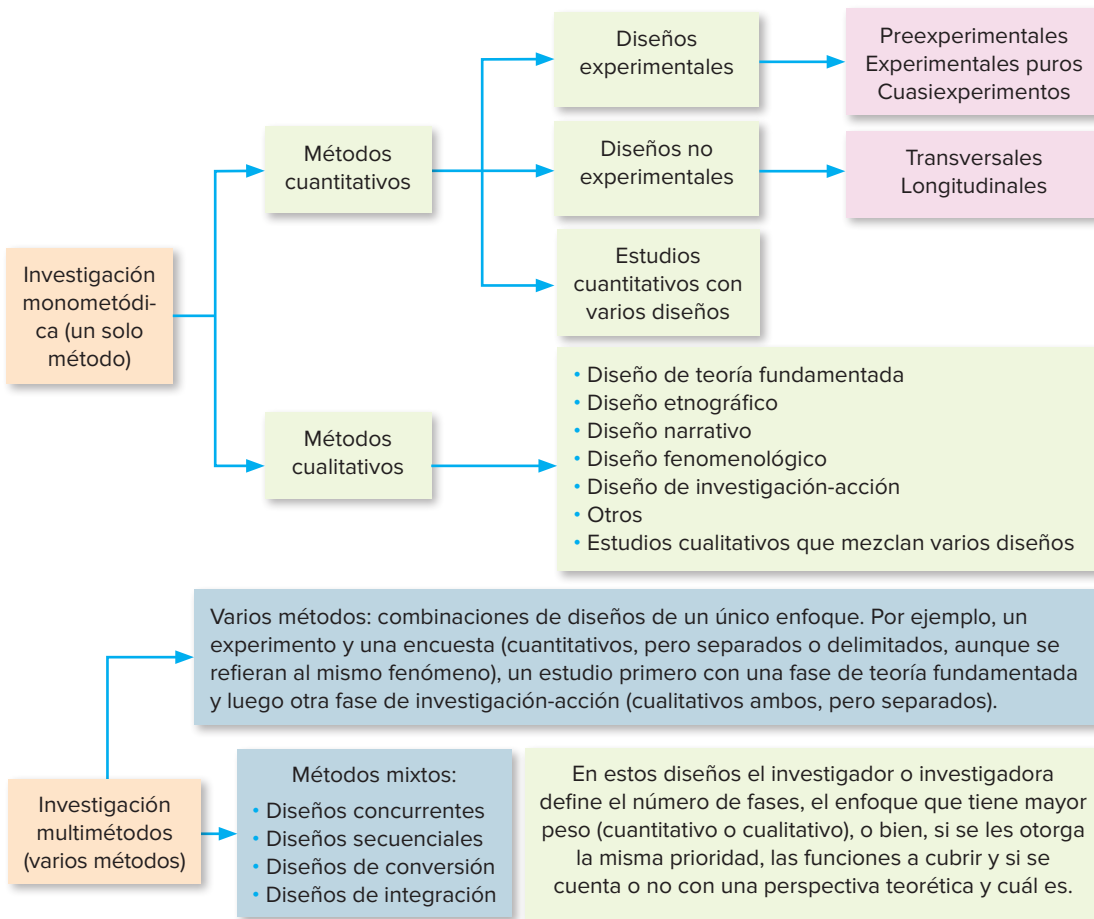 Diseños
experimentales
Preexperimentales
Experimentales puros
Cuasiexperimentos
Métodos
cuantitativos
Diseños no
experimentales
Transversales
Longitudinales
Estudios
cuantitativos con
varios diseños
Investigación
monometódi-
ca (un solo
método)
Métodos
cualitativos
• Diseño de teoría fundamentada
• Diseño etnográfico
• Diseño narrativo
• Diseño fenomenológico
• Diseño de investigación-acción
• Otros
• Estudios cualitativos que mezclan varios diseños
Varios métodos: combinaciones de diseños de un único enfoque. Por ejemplo, un
experimento y una encuesta (cuantitativos, pero separados o delimitados, aunque se
refieran al mismo fenómeno), un estudio primero con una fase de teoría fundamentada
y luego otra fase de investigación-acción (cualitativos ambos, pero separados).
Investigación
multimétodos
(varios métodos)
Métodos mixtos:
• Diseños concurrentes
• Diseños secuenciales
• Diseños de conversión
• Diseños de integración
En estos diseños el investigador o investigadora
define el número de fases, el enfoque que tiene mayor
peso (cuantitativo o cualitativo), o bien, si se les otorga
la misma prioridad, las funciones a cubrir y si se
cuenta o no con una perspectiva teorética y cuál es.